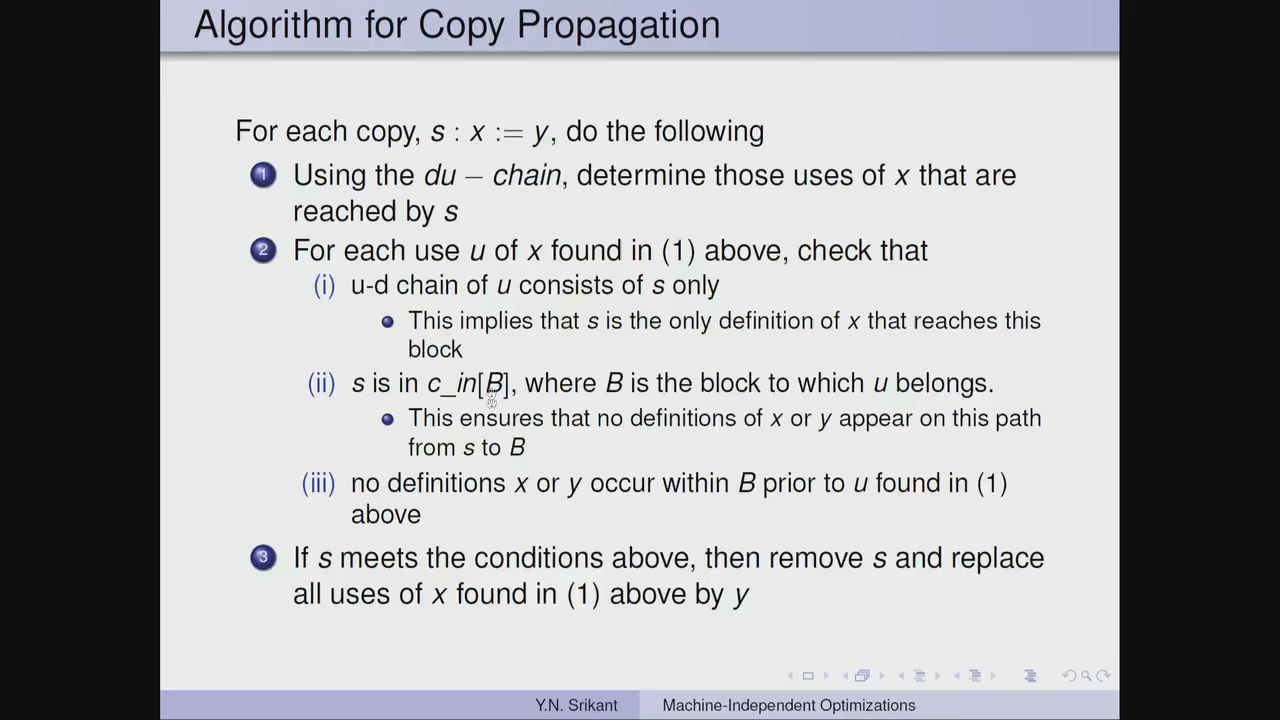 Algorithm for Copy Propagation
For each copy, s : x := y, do the following
1 Using the du − chain, determine those uses of x that are
reached by s
2 For each use u of x found in (1) above, check that
(i) u-d chain of u consists of s only
This implies that s is the only definition of x that reaches this
block
(ii) s is in c_in[B], where B is the block to which u belongs.
This ensures that no definitions of x or y appear on this path
from s to B
(iii) no definitions x or y occur within B prior to u found in (1)
above
3 If s meets the conditions above, then remove s and replace
all uses of x found in (1) above by y
Y.N. Srikant Machine-Independent Optimizations